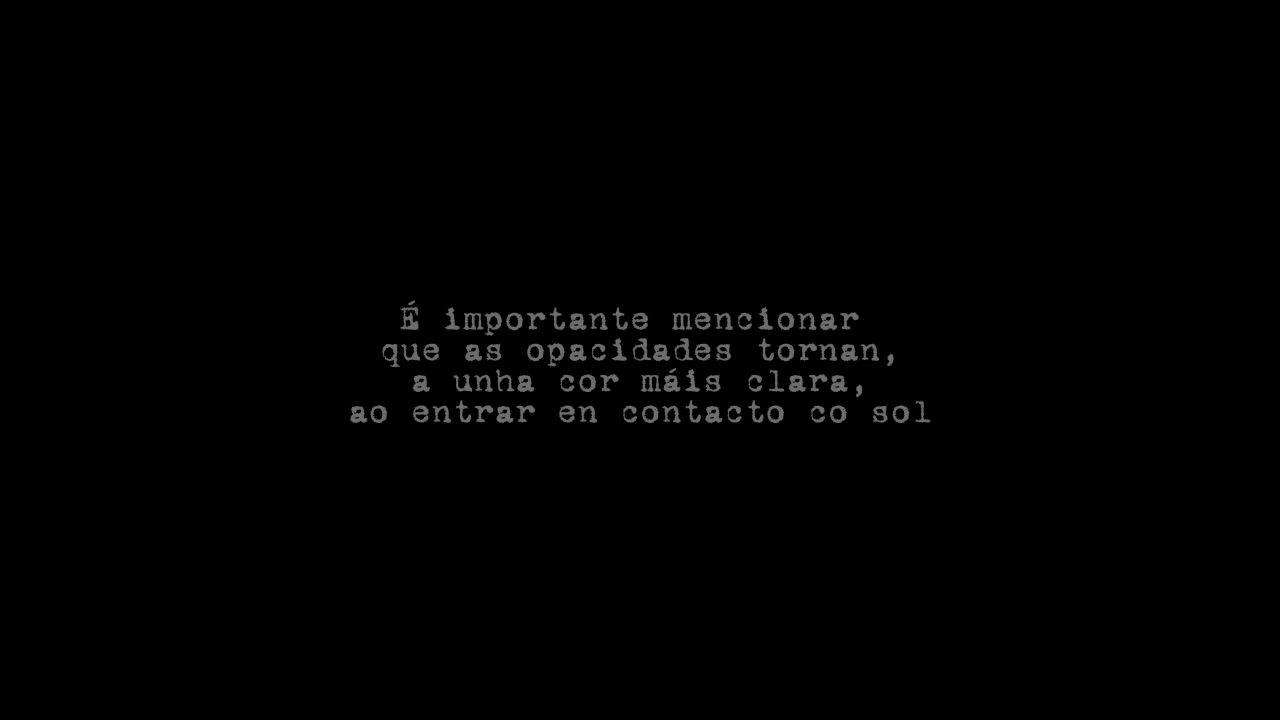 É importante mencionar
que as opacidades tornan,
a unha cor máis clara,
ao entrar en contacto co sol